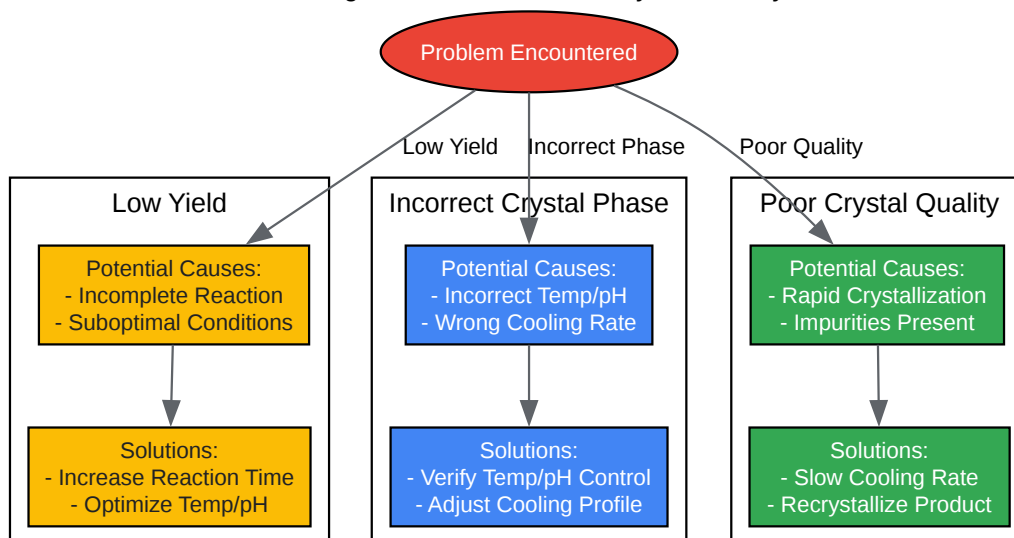 Problem Encountered
Low Yield
Incorrect Phase
Poor Quality
Low Yield
Potential Causes:
- Incomplete Reaction
- Suboptimal Conditions
Solutions:
- Increase Reaction Time
- Optimize Temp/pH
Incorrect Crystal Phase
Potential Causes:
- Incorrect Temp/pH
- Wrong Cooling Rate
Solutions:
- Verify Temp/pH Control
- Adjust Cooling Profile
Poor Crystal Quality
Potential Causes:
- Rapid Crystallization
- Impurities Present
Solutions:
- Slow Cooling Rate
- Recrystallize Product